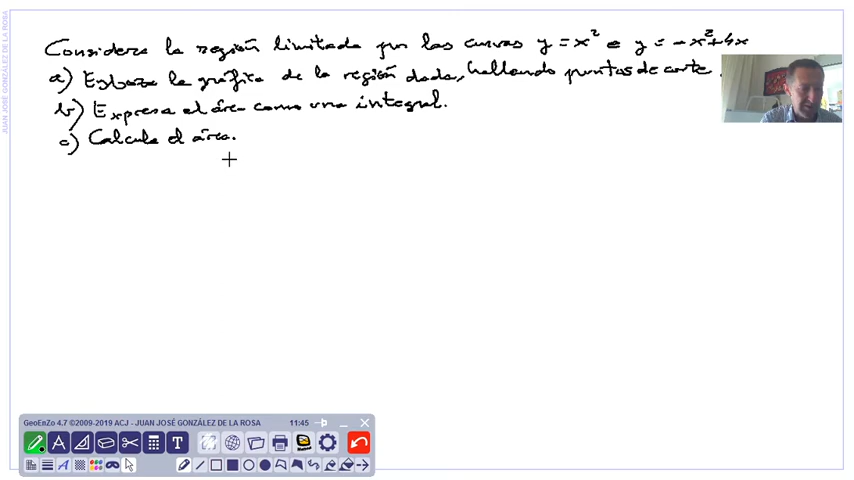 JUAN JOSÉ GONZÁLEZ DE LA ROSA
Considera la región limitada por las curvas y = x² e y = -x²+4x
a) Esboza la gráfica de la región dada, hallando puntos de corte.
b) Expresa el área como una integral.
c) Calcula el área.
GeoEnZo 4.7 ©2009-2019 ACJ - JUAN JOSÉ GONZÁLEZ DE LA ROSA 11:45